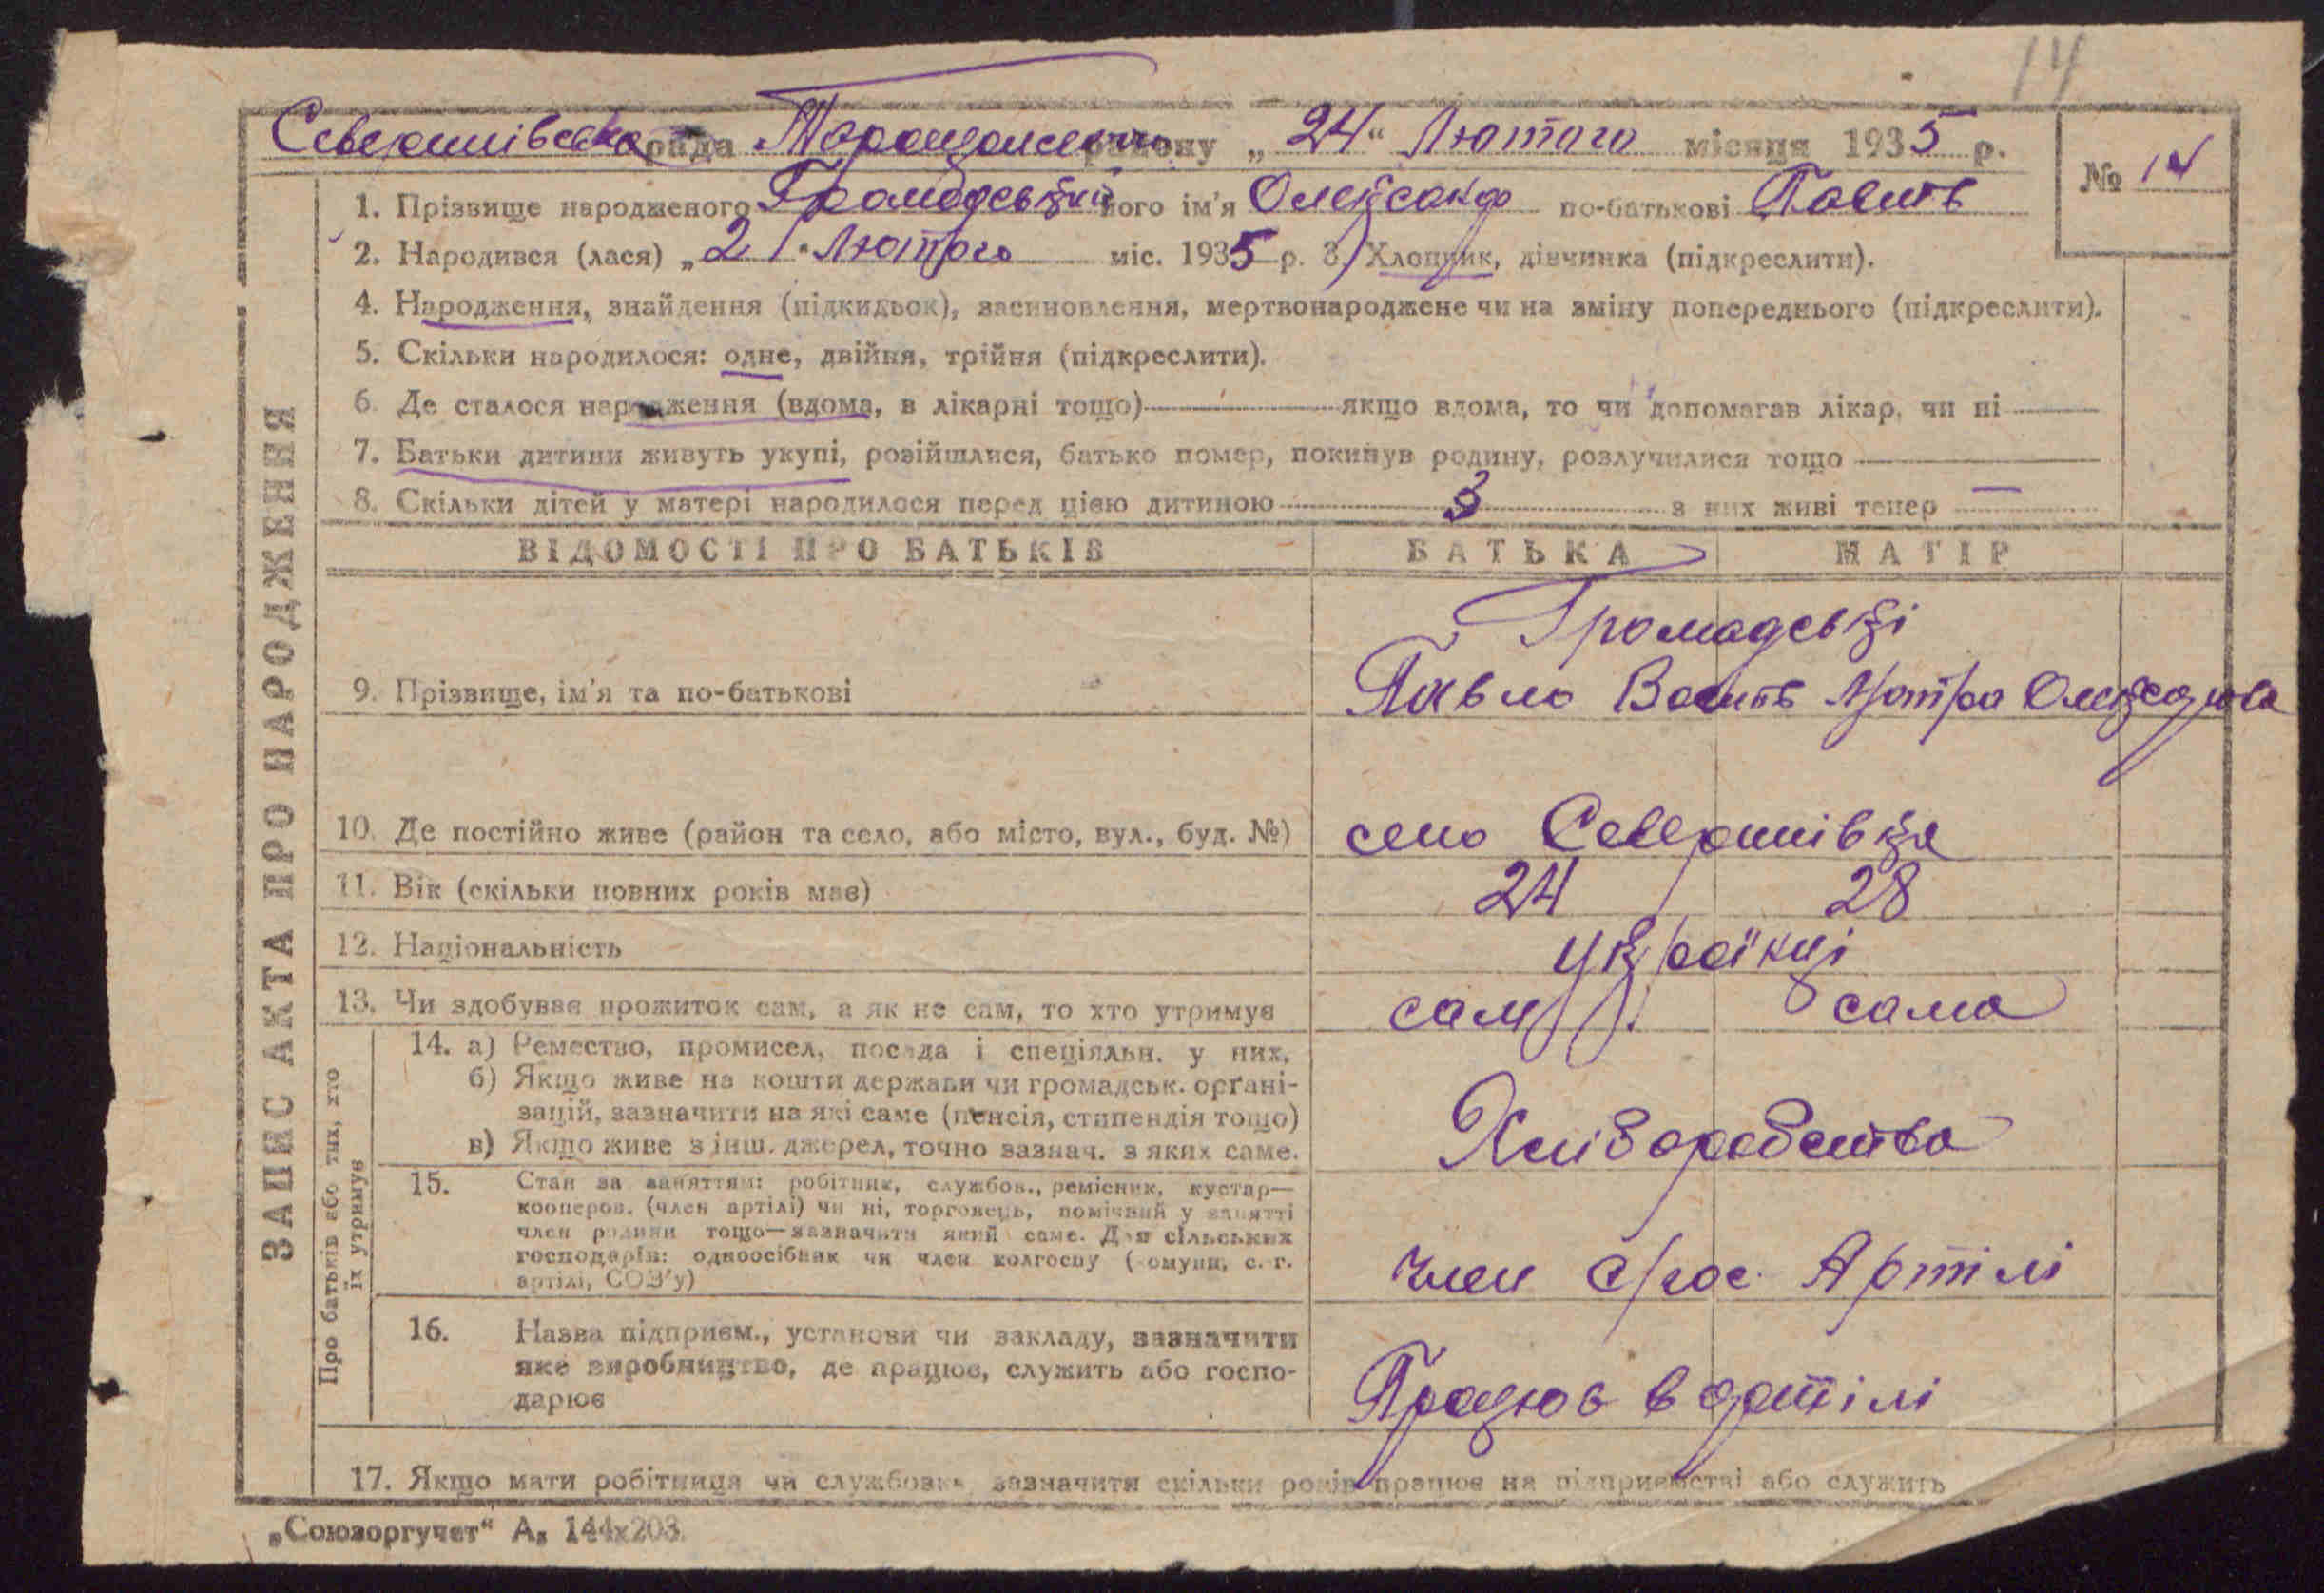 14
Северинівська рада Таращанського району „24“ Лютого місяця 1935 р.
№ 14
1. Прізвище народженого Громадський його ім'я Олександ по-батькові Павлів
2. Народився (лася) „2“ Лютого міс. 1935 р. 3. Хлопчик, дівчинка (підкреслити).
4. Народження, знайдення (підкидьок), засиновлення, мертвонароджене чи на зміну попереднього (підкреслити).
5. Скільки народилося: одне, двійня, трійня (підкреслити).
6. Де сталося народження (вдома, в лікарні тощо) якщо вдома, то чи допомагав лікар, чи ні
7. Батьки дитини живуть укупі, розійшлися, батько помер, покинув родину, розлучилися тощо
8. Скільки дітей у матері народилося перед цією дитиною 3 з них живі тепер —
ВІДОМОСТІ ПРО БАТЬКІВ БАТЬКА МАТІР
Громадські
9. Прізвище, ім'я та по-батькові Павло
10. Де постійно живе (район та село, або місто, вул., буд. №) село Северинівка
11. Вік (скільки повних років має) 24 28
12. Національність українці
13. Чи здобуває прожиток сам, а як не сам, то хто утримує сам сама
14. а) Ремество, промисел, посада і спеціяльн. у них,
б) Якщо живе на кошти держави чи громадськ. орґані-
зацій, зазначити на які саме (пенсія, стипендія тощо)
в) Якщо живе з інш. джерел, точно зазнач. з яких саме.
Хліборобство
15. Стан за заняттям: робітник, службов., ремісник, кустар—
кооперов. (член артілі) чи ні, торговець, помічний у занятті
член родини тощо—зазначити який саме. Для сільських
господарів: одноосібник чи член колгоспу (комуни, с.-г.
артілі, СОЗ'у)
член с/гос. Артілі
16. Назва підприєм., установи чи закладу, зазначити
яке виробництво, де працює, служить або госпо-
дарює
Працює в артілі
17. Якщо мати робітниця чи службовка зазначити скільки років працює на підприємстві або служить
ЗАПИС АКТА ПРО НАРОДЖЕННЯ
Про батьків або тих, хто
їх утримує
„Союзоргучет“ А₅ 144х203.